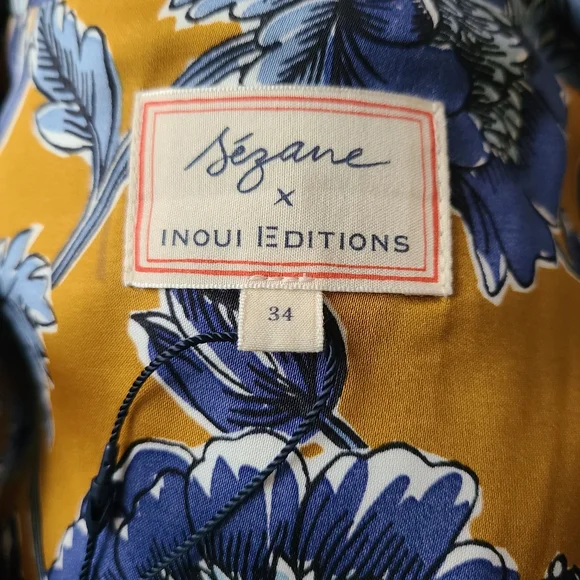 Sézane
x
INOUI EDITIONS
34